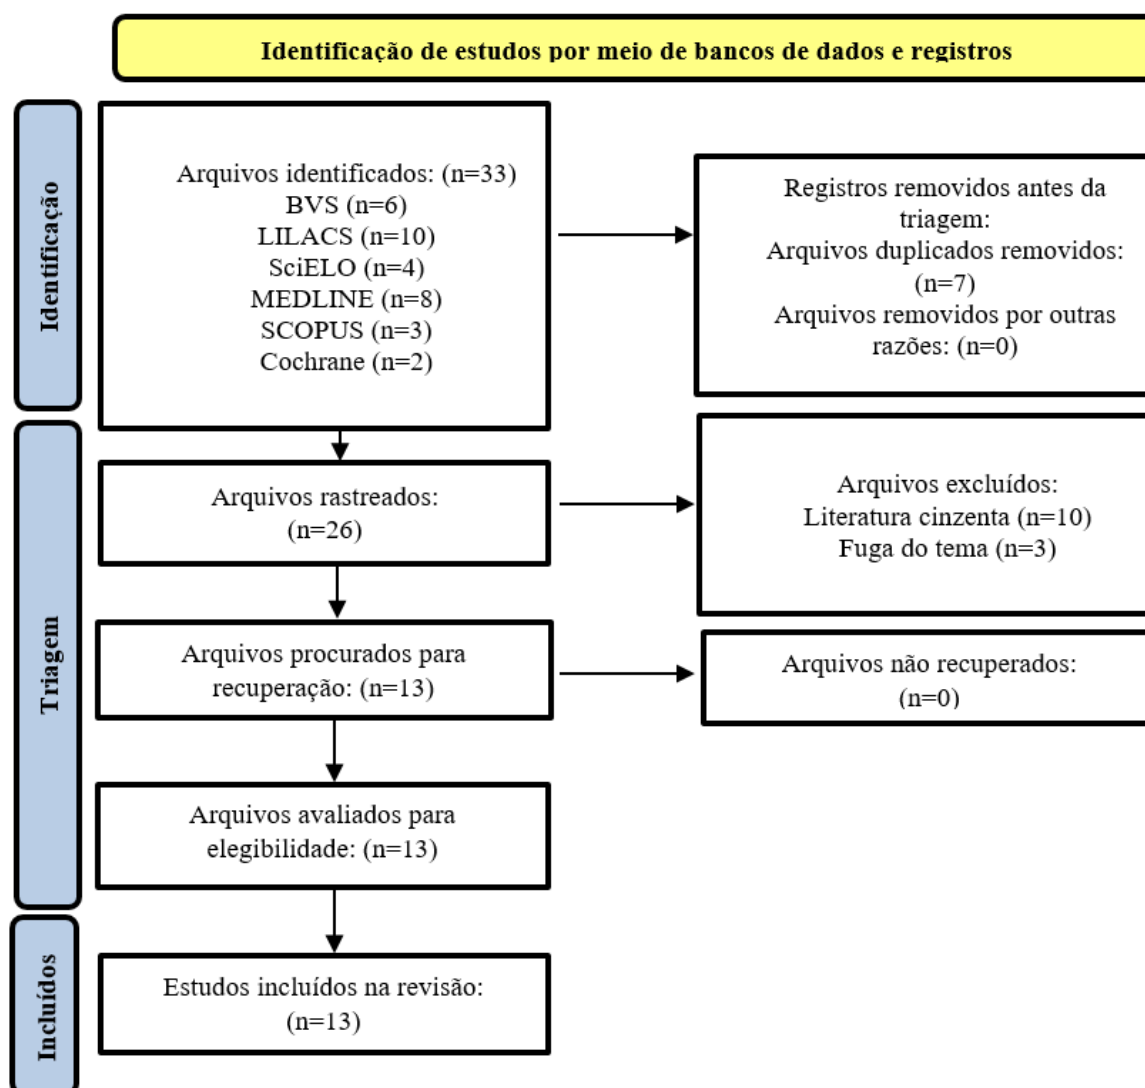 Identificação de estudos por meio de bancos de dados e registros
Identificação
Arquivos identificados: (n=33)
BVS (n=6)
LILACS (n=10)
SciELO (n=4)
MEDLINE (n=8)
SCOPUS (n=3)
Cochrane (n=2)
Registros removidos antes da
triagem:
Arquivos duplicados removidos:
(n=7)
Arquivos removidos por outras
razões: (n=0)
Triagem
Arquivos rastreados:
(n=26)
Arquivos excluídos:
Literatura cinzenta (n=10)
Fuga do tema (n=3)
Arquivos procurados para
recuperação: (n=13)
Arquivos não recuperados:
(n=0)
Arquivos avaliados para
elegibilidade: (n=13)
Incluídos
Estudos incluídos na revisão:
(n=13)